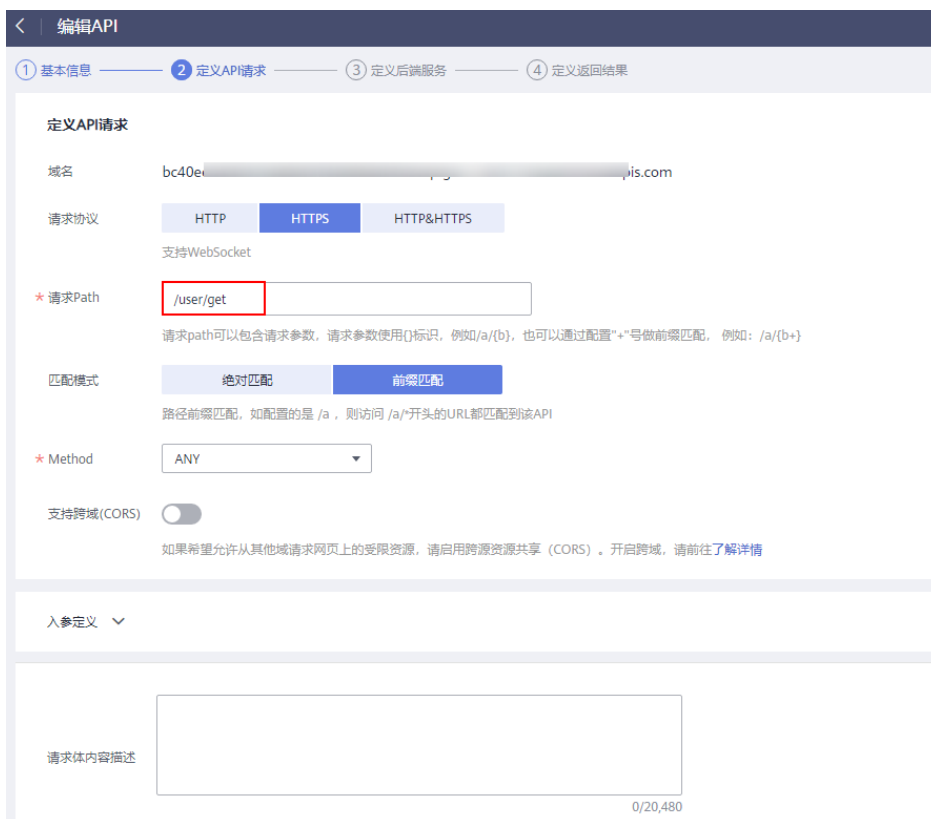 编辑API
1 基本信息 2 定义API请求 3 定义后端服务 4 定义返回结果
定义API请求
域名 bc40e pis.com
请求协议 HTTP HTTPS HTTP&HTTPS
支持WebSocket
* 请求Path /user/get
请求path可以包含请求参数，请求参数使用{}标识，例如/a/{b}，也可以通过配置"+"号做前缀匹配， 例如：/a/{b+}
匹配模式 绝对匹配 前缀匹配
路径前缀匹配，如配置的是 /a ，则访问 /a/*开头的URL都匹配到该API
* Method ANY
支持跨域(CORS)
如果希望允许从其他域请求网页上的受限资源，请启用跨源资源共享（CORS）。开启跨域，请前往了解详情
入参定义
请求体内容描述
0/20,480